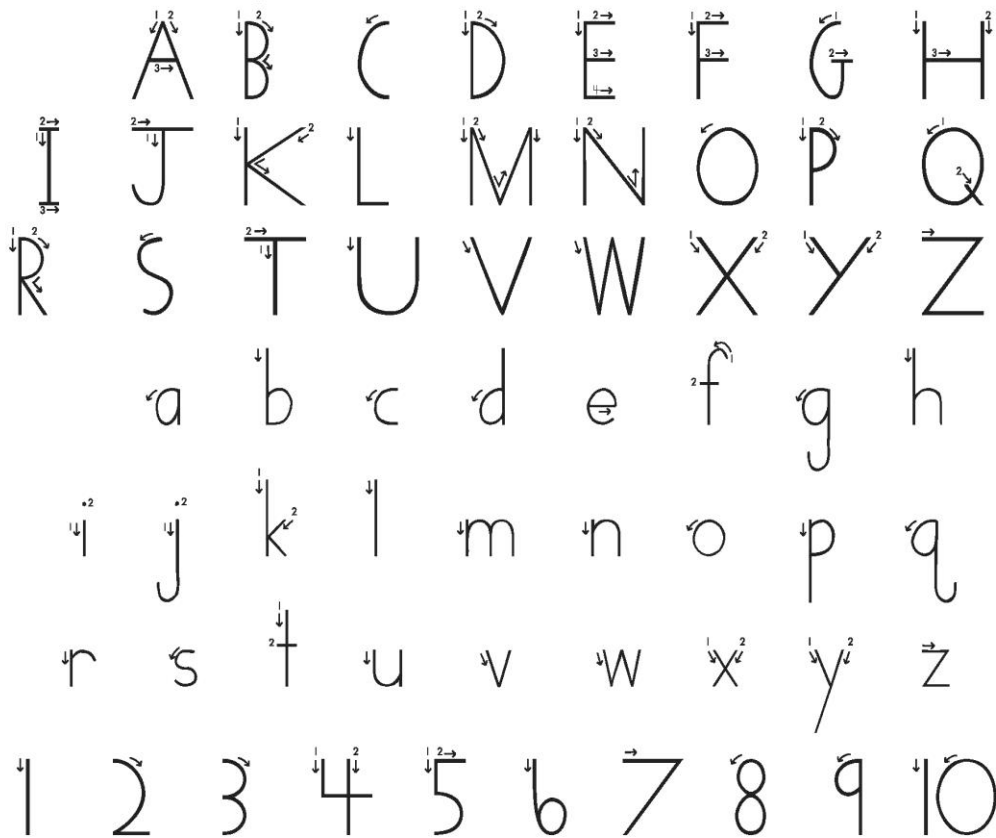 A B C D E F G H
I J K L M N O P Q
R S T U V W X Y Z
a b c d e f g h
i j k l m n o p q
r s t u v w x y z
1 2 3 4 5 6 7 8 9 10